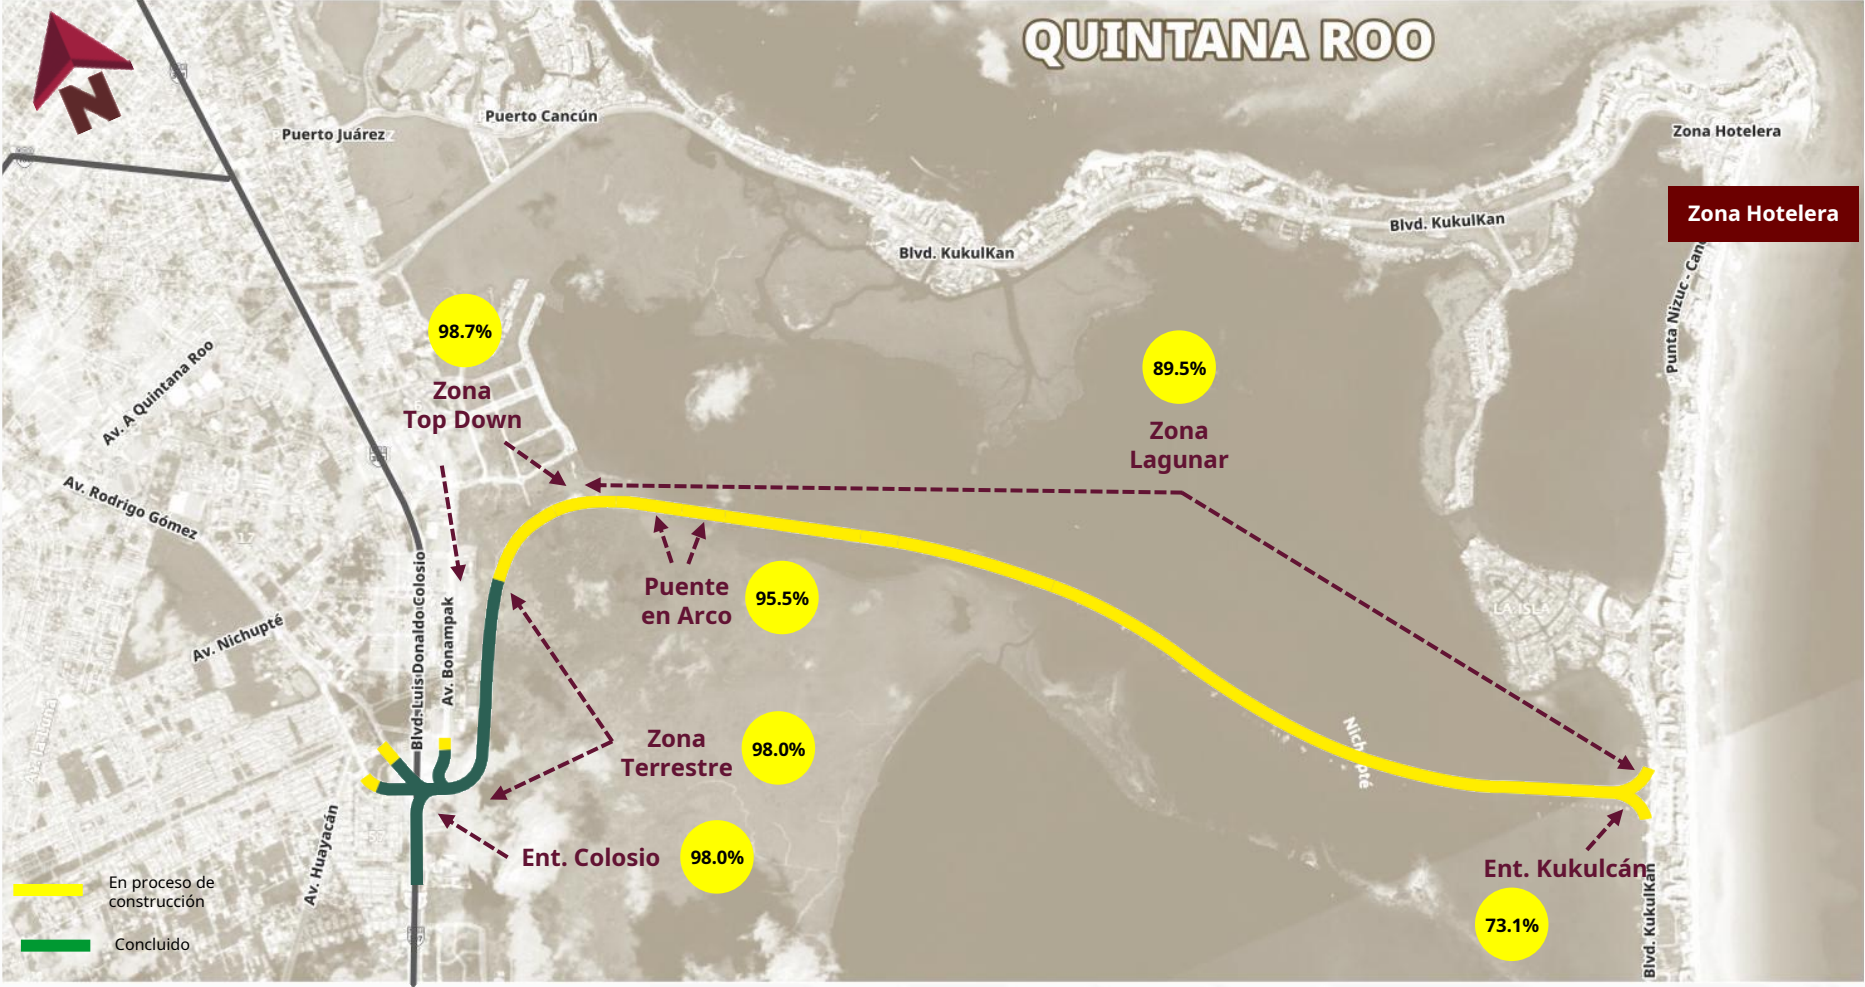 QUINTANA ROO
N
Puerto Juárez
Puerto Cancún
Zona Hotelera
Zona Hotelera
Blvd. KukulKan
Blvd. KukulKan
Punta Nizuc - Canc
98.7%
Zona
Top Down
89.5%
Zona
Lagunar
Av. A Quintana Roo
Av. Rodrigo Gómez
17
Av. Nichupté
Blvd. Luis Donaldo Colosio
Av. Bonampak
Puente
en Arco
95.5%
LA ISLA
Zona
Terrestre
98.0%
Ent. Colosio
98.0%
Av. Huayacán
57
Ent. Kukulcán
73.1%
Blvd. KukulKan
En proceso de
construcción
Concluido